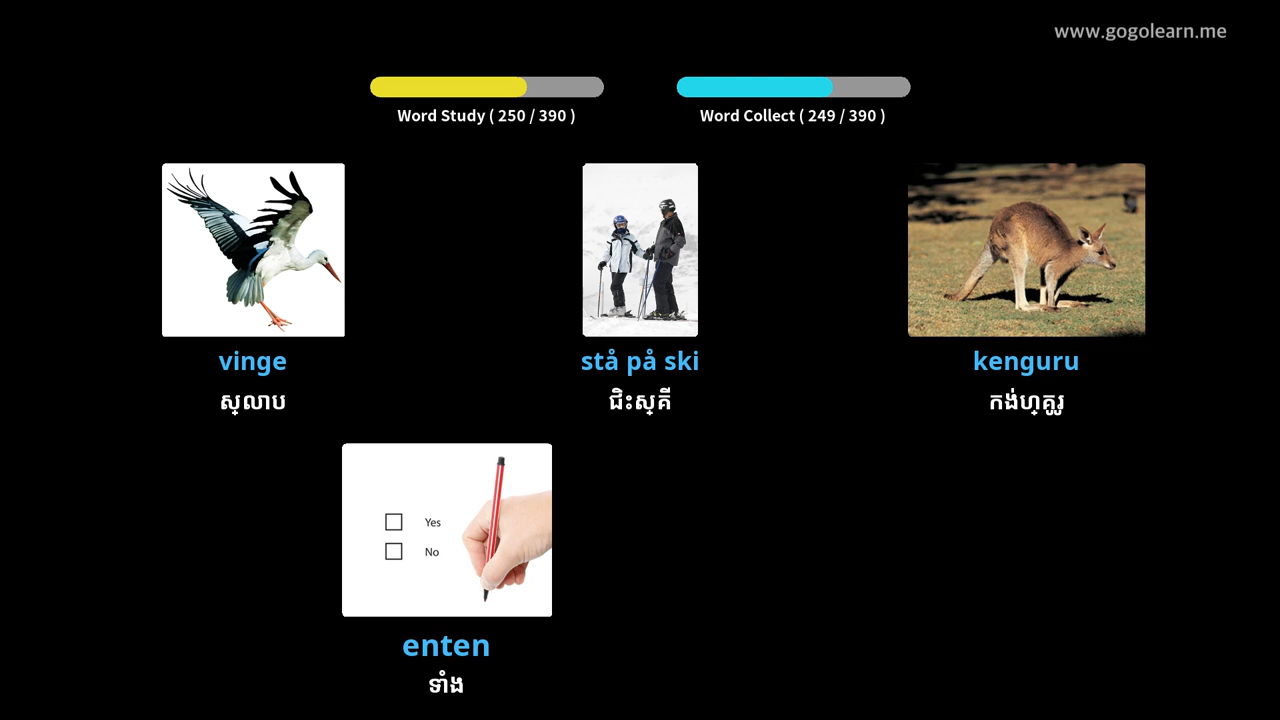 www.gogolearn.me
Word Study ( 250 / 390 )
Word Collect ( 249 / 390 )
vinge
stå på ski
kenguru
ស្លាប
ជិះស្គី
កង់ហ្គូរូ
Yes
No
enten
ទាំង